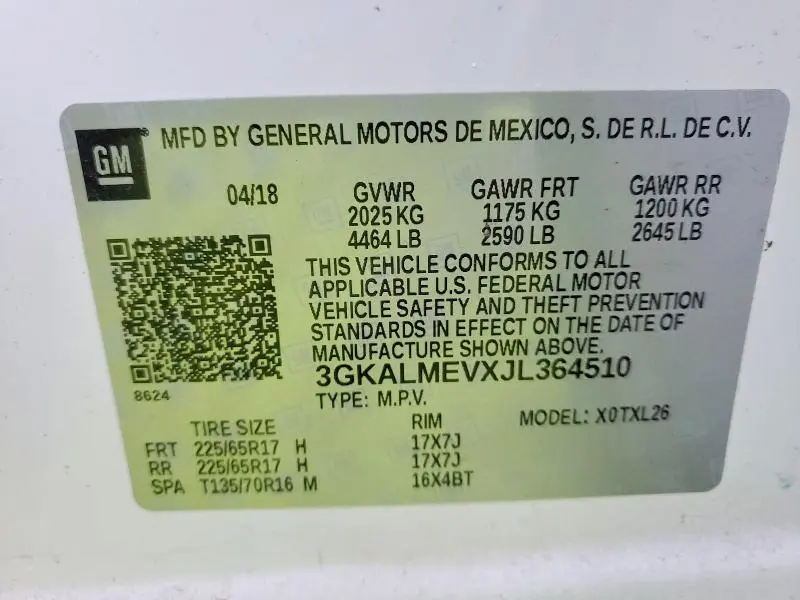 GM
MFD BY GENERAL MOTORS DE MEXICO, S. DE R.L. DE C.V.
04/18 GVWR GAWR FRT GAWR RR
2025 KG 1175 KG 1200 KG
4464 LB 2590 LB 2645 LB
THIS VEHICLE CONFORMS TO ALL
APPLICABLE U.S. FEDERAL MOTOR
VEHICLE SAFETY AND THEFT PREVENTION
STANDARDS IN EFFECT ON THE DATE OF
MANUFACTURE SHOWN ABOVE.
3GKALMEVXJL364510
8624
TYPE: M.P.V.
TIRE SIZE RIM MODEL: X0TXL26
FRT 225/65R17 H 17X7J
RR 225/65R17 H 17X7J
SPA T135/70R16 M 16X4BT